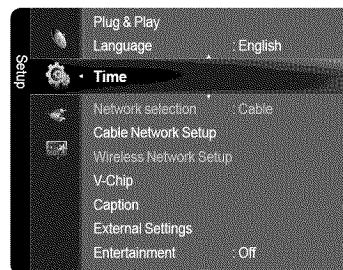 Setup
Plug & Play
Language : English
Time
Network selection : Cable
Cable Network Setup
Wireless Network Setup
V-Chip
Caption
External Settings
Entertainment : Off